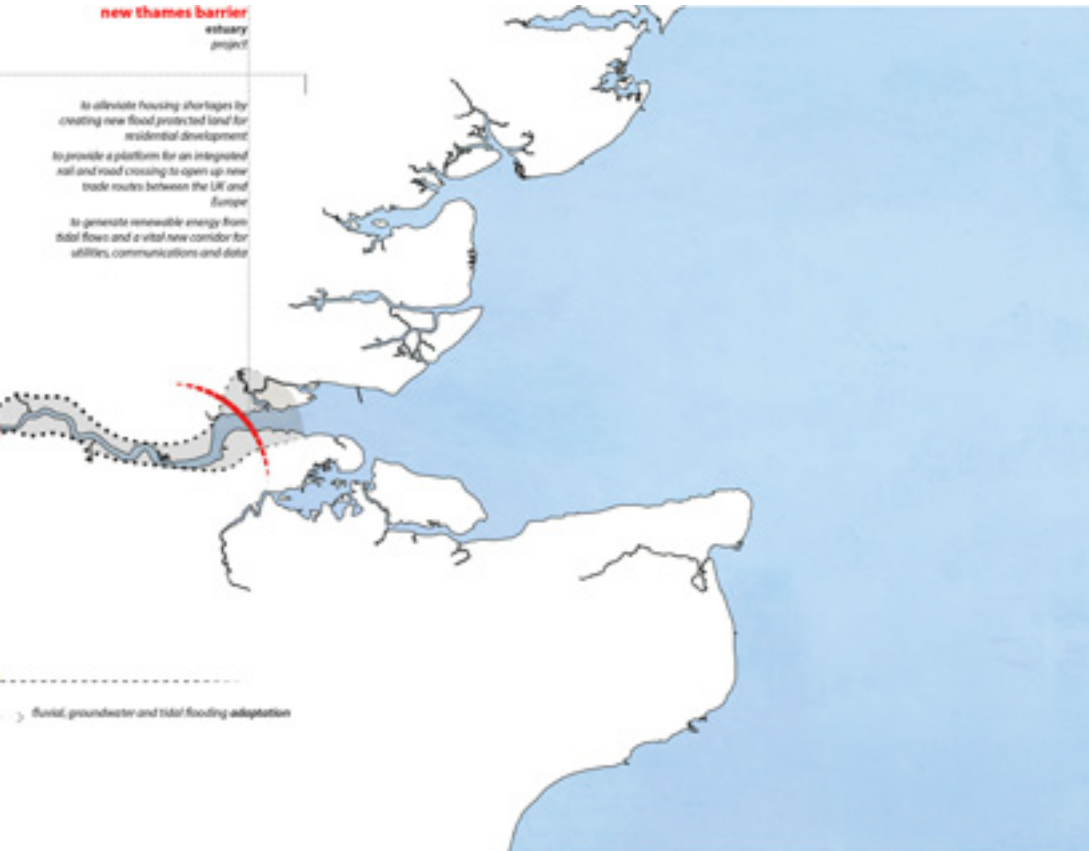 new thames barrier
estuary
project
to alleviate housing shortages by
creating new flood protected land for
residential development
to provide a platform for an integrated
rail and road crossing to open up new
trade routes between the UK and
Europe
to generate renewable energy from
tidal flows and a vital new corridor for
utilities, communications and data
fluvial, groundwater and tidal flooding adaptation